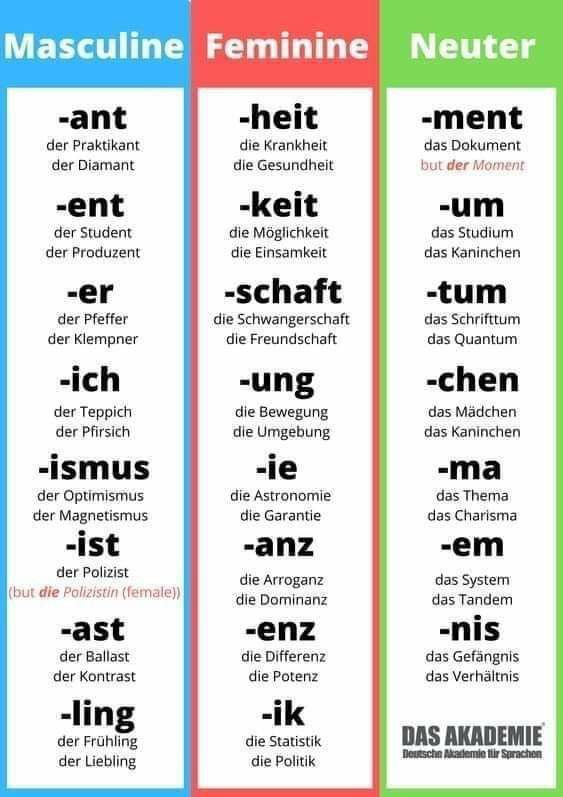 Masculine
-ant
der Praktikant
der Diamant
-ent
der Student
der Produzent
-er
der Pfeffer
der Klempner
-ich
der Teppich
der Pfirsich
-ismus
der Optimismus
der Magnetismus
-ist
der Polizist
(but die Polizistin (female))
-ast
der Ballast
der Kontrast
-ling
der Frühling
der Liebling
Feminine
-heit
die Krankheit
die Gesundheit
-keit
die Möglichkeit
die Einsamkeit
-schaft
die Schwangerschaft
die Freundschaft
-ung
die Bewegung
die Umgebung
-ie
die Astronomie
die Garantie
-anz
die Arroganz
die Dominanz
-enz
die Differenz
die Potenz
-ik
die Statistik
die Politik
Neuter
-ment
das Dokument
but der Moment
-um
das Studium
das Kaninchen
-tum
das Schrifttum
das Quantum
-chen
das Mädchen
das Kaninchen
-ma
das Thema
das Charisma
-em
das System
das Tandem
-nis
das Gefängnis
das Verhältnis
DAS AKADEMIE
Deutsche Akademie für Sprachen